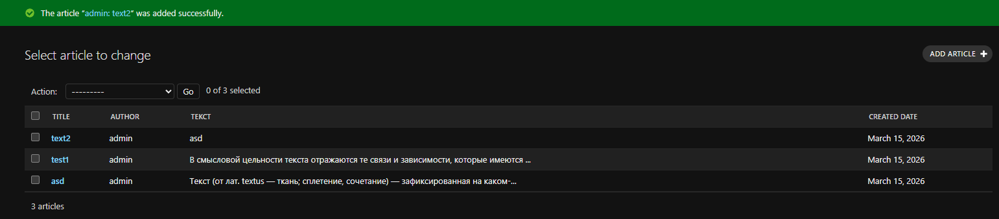 The article “admin: text2” was added successfully.
Select article to change
ADD ARTICLE +
Action: --------- Go 0 of 3 selected
TITLE AUTHOR ТЕКСТ CREATED DATE
text2 admin asd March 15, 2026
test1 admin В смысловой цельности текста отражаются те связи и зависимости, которые имеются ... March 15, 2026
asd admin Текст (от лат. textus — ткань; сплетение, сочетание) — зафиксированная на каком-... March 15, 2026
3 articles